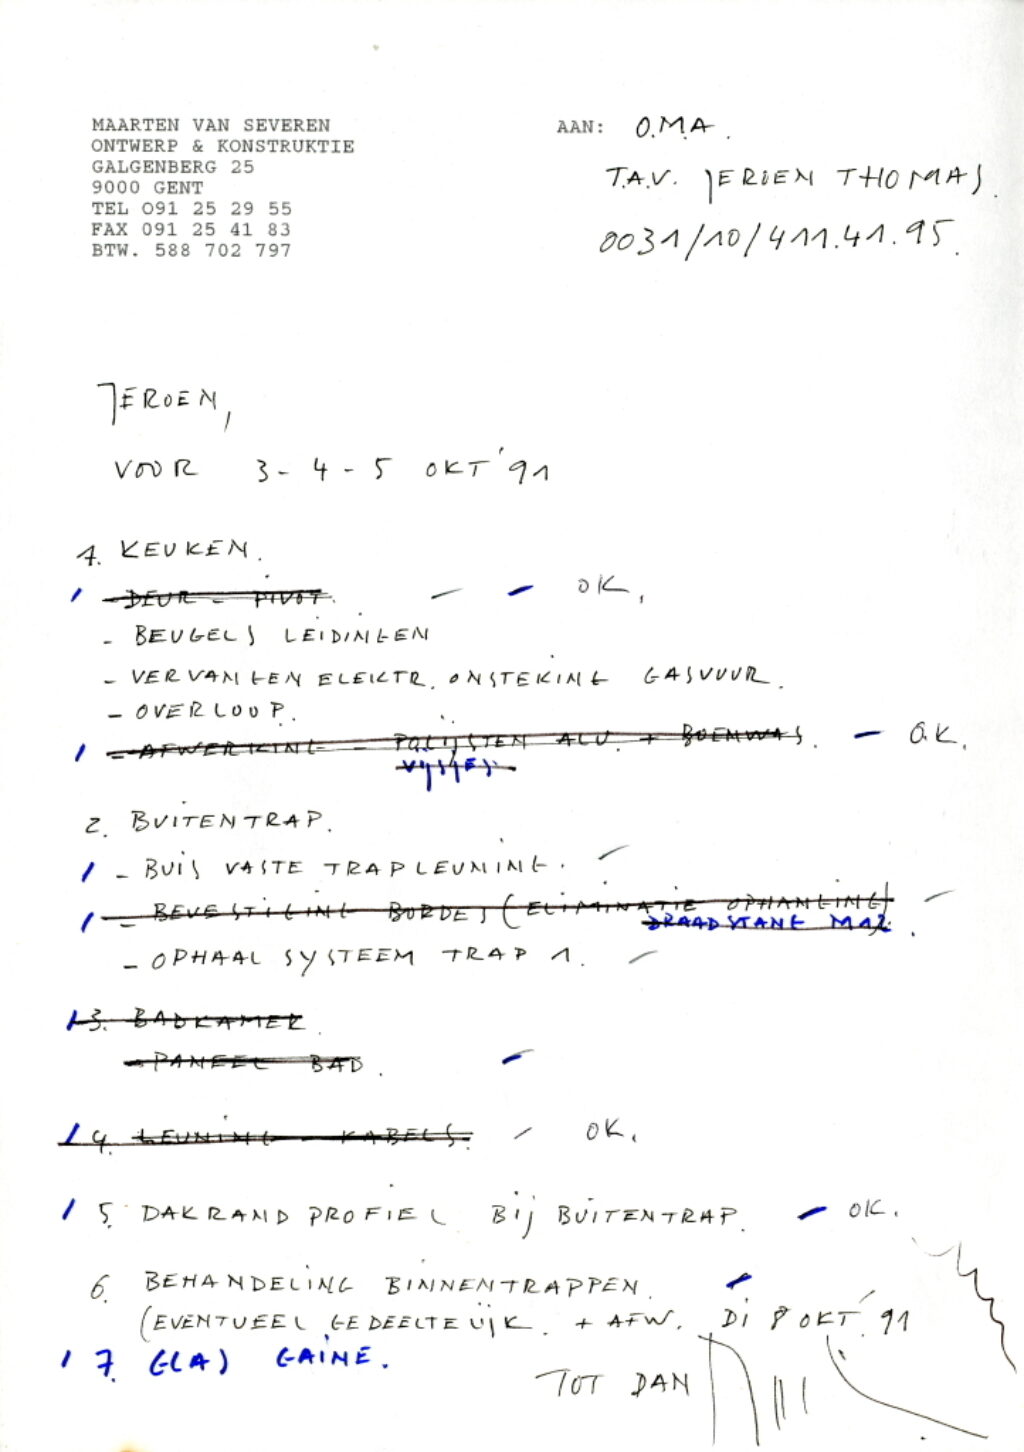 MAARTEN VAN SEVEREN
ONTWERP & KONSTRUKTIE
GALGENBERG 25
9000 GENT
TEL 091 25 29 55
FAX 091 25 41 83
BTW. 588 702 797
AAN: O.M.A.
T.A.V. JEROEN THOMAS.
0031/10/411.41.95.
JEROEN,
VOOR 3-4-5 OKT '91
1. KEUKEN.
- DEUR - PIVOT. - - OK.
- BEUGELS LEIDINGEN
- VERVANGEN ELEKTR. ONSTEKING GASVUUR.
- OVERLOOP.
- AFWERKING - POLIJSTEN ALU. + BOENWAS. - O.K.
VIJSJES.
2. BUITENTRAP.
- BUIS VASTE TRAPLEUNING.
- BEVESTIGING BORDES (ELIMINATIE OPHANGING)
DRAADSTANG M12.
- OPHAAL SYSTEEM TRAP 1.
3. BADKAMER.
- PANEEL BAD.
4. LEUNING - KABELS. OK.
5. DAKRAND PROFIEL BIJ BUITENTRAP. - OK.
6. BEHANDELING BINNENTRAPPEN.
(EVENTUEEL GEDEELTELIJK. + AFW. DI 8 OKT '91
7. G(A) GAINE.
TOT DAN